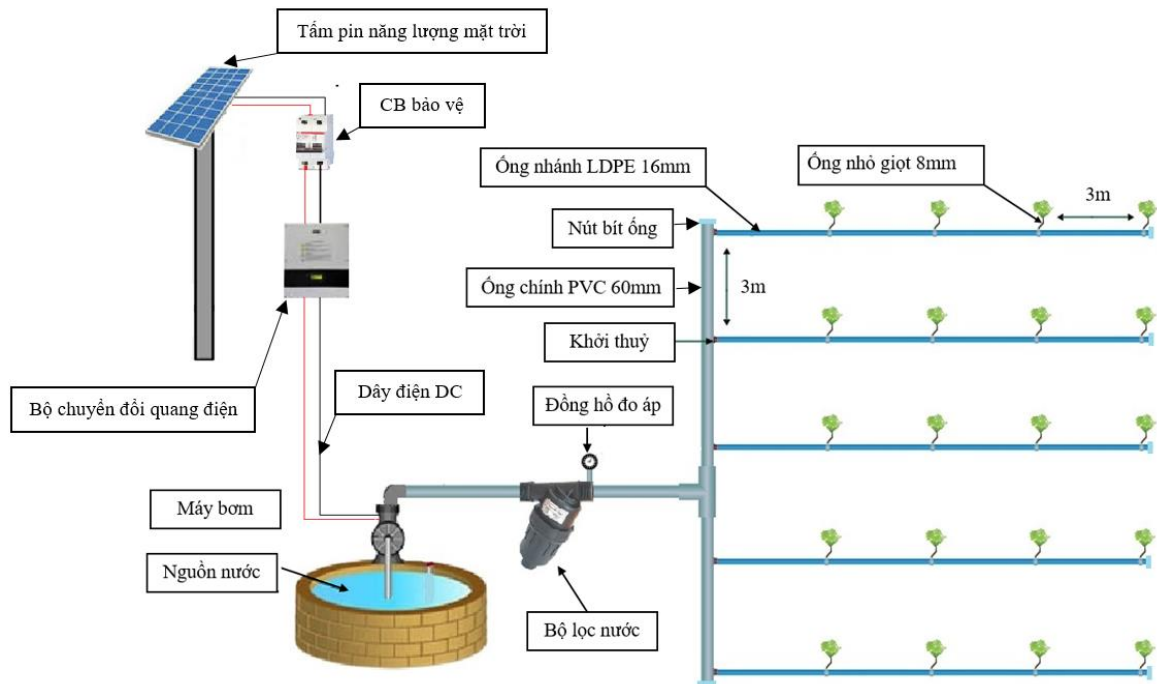 Tấm pin năng lượng mặt trời
CB bảo vệ
Ống nhánh LDPE 16mm
Ống nhỏ giọt 8mm
3m
Nút bít ống
Ống chính PVC 60mm
3m
Khởi thuỷ
Bộ chuyển đổi quang điện
Dây điện DC
Đồng hồ đo áp
Máy bơm
Nguồn nước
Bộ lọc nước